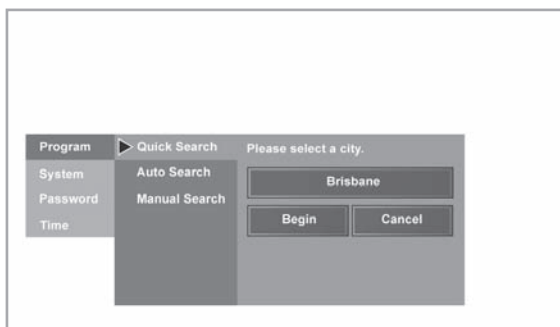 Program
System
Password
Time
Quick Search
Auto Search
Manual Search
Please select a city.
Brisbane
Begin
Cancel